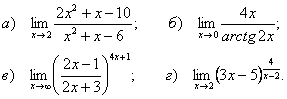 а) lim_{x→2} (2x² + x − 10)/(x² + x − 6); б) lim_{x→0} 4x/(arctg 2x);
в) lim_{x→∞} ((2x − 1)/(2x + 3))^{4x+1}; г) lim_{x→2} (3x − 5)^{4/(x−2)}.